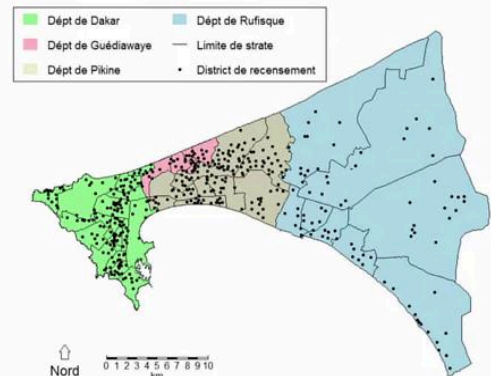 Dépt de Dakar
Dépt de Guédiawaye
Dépt de Pikine
Dépt de Rufisque
Limite de strate
District de recensement
Nord
0 1 2 3 4 5 6 7 8 9 10
km